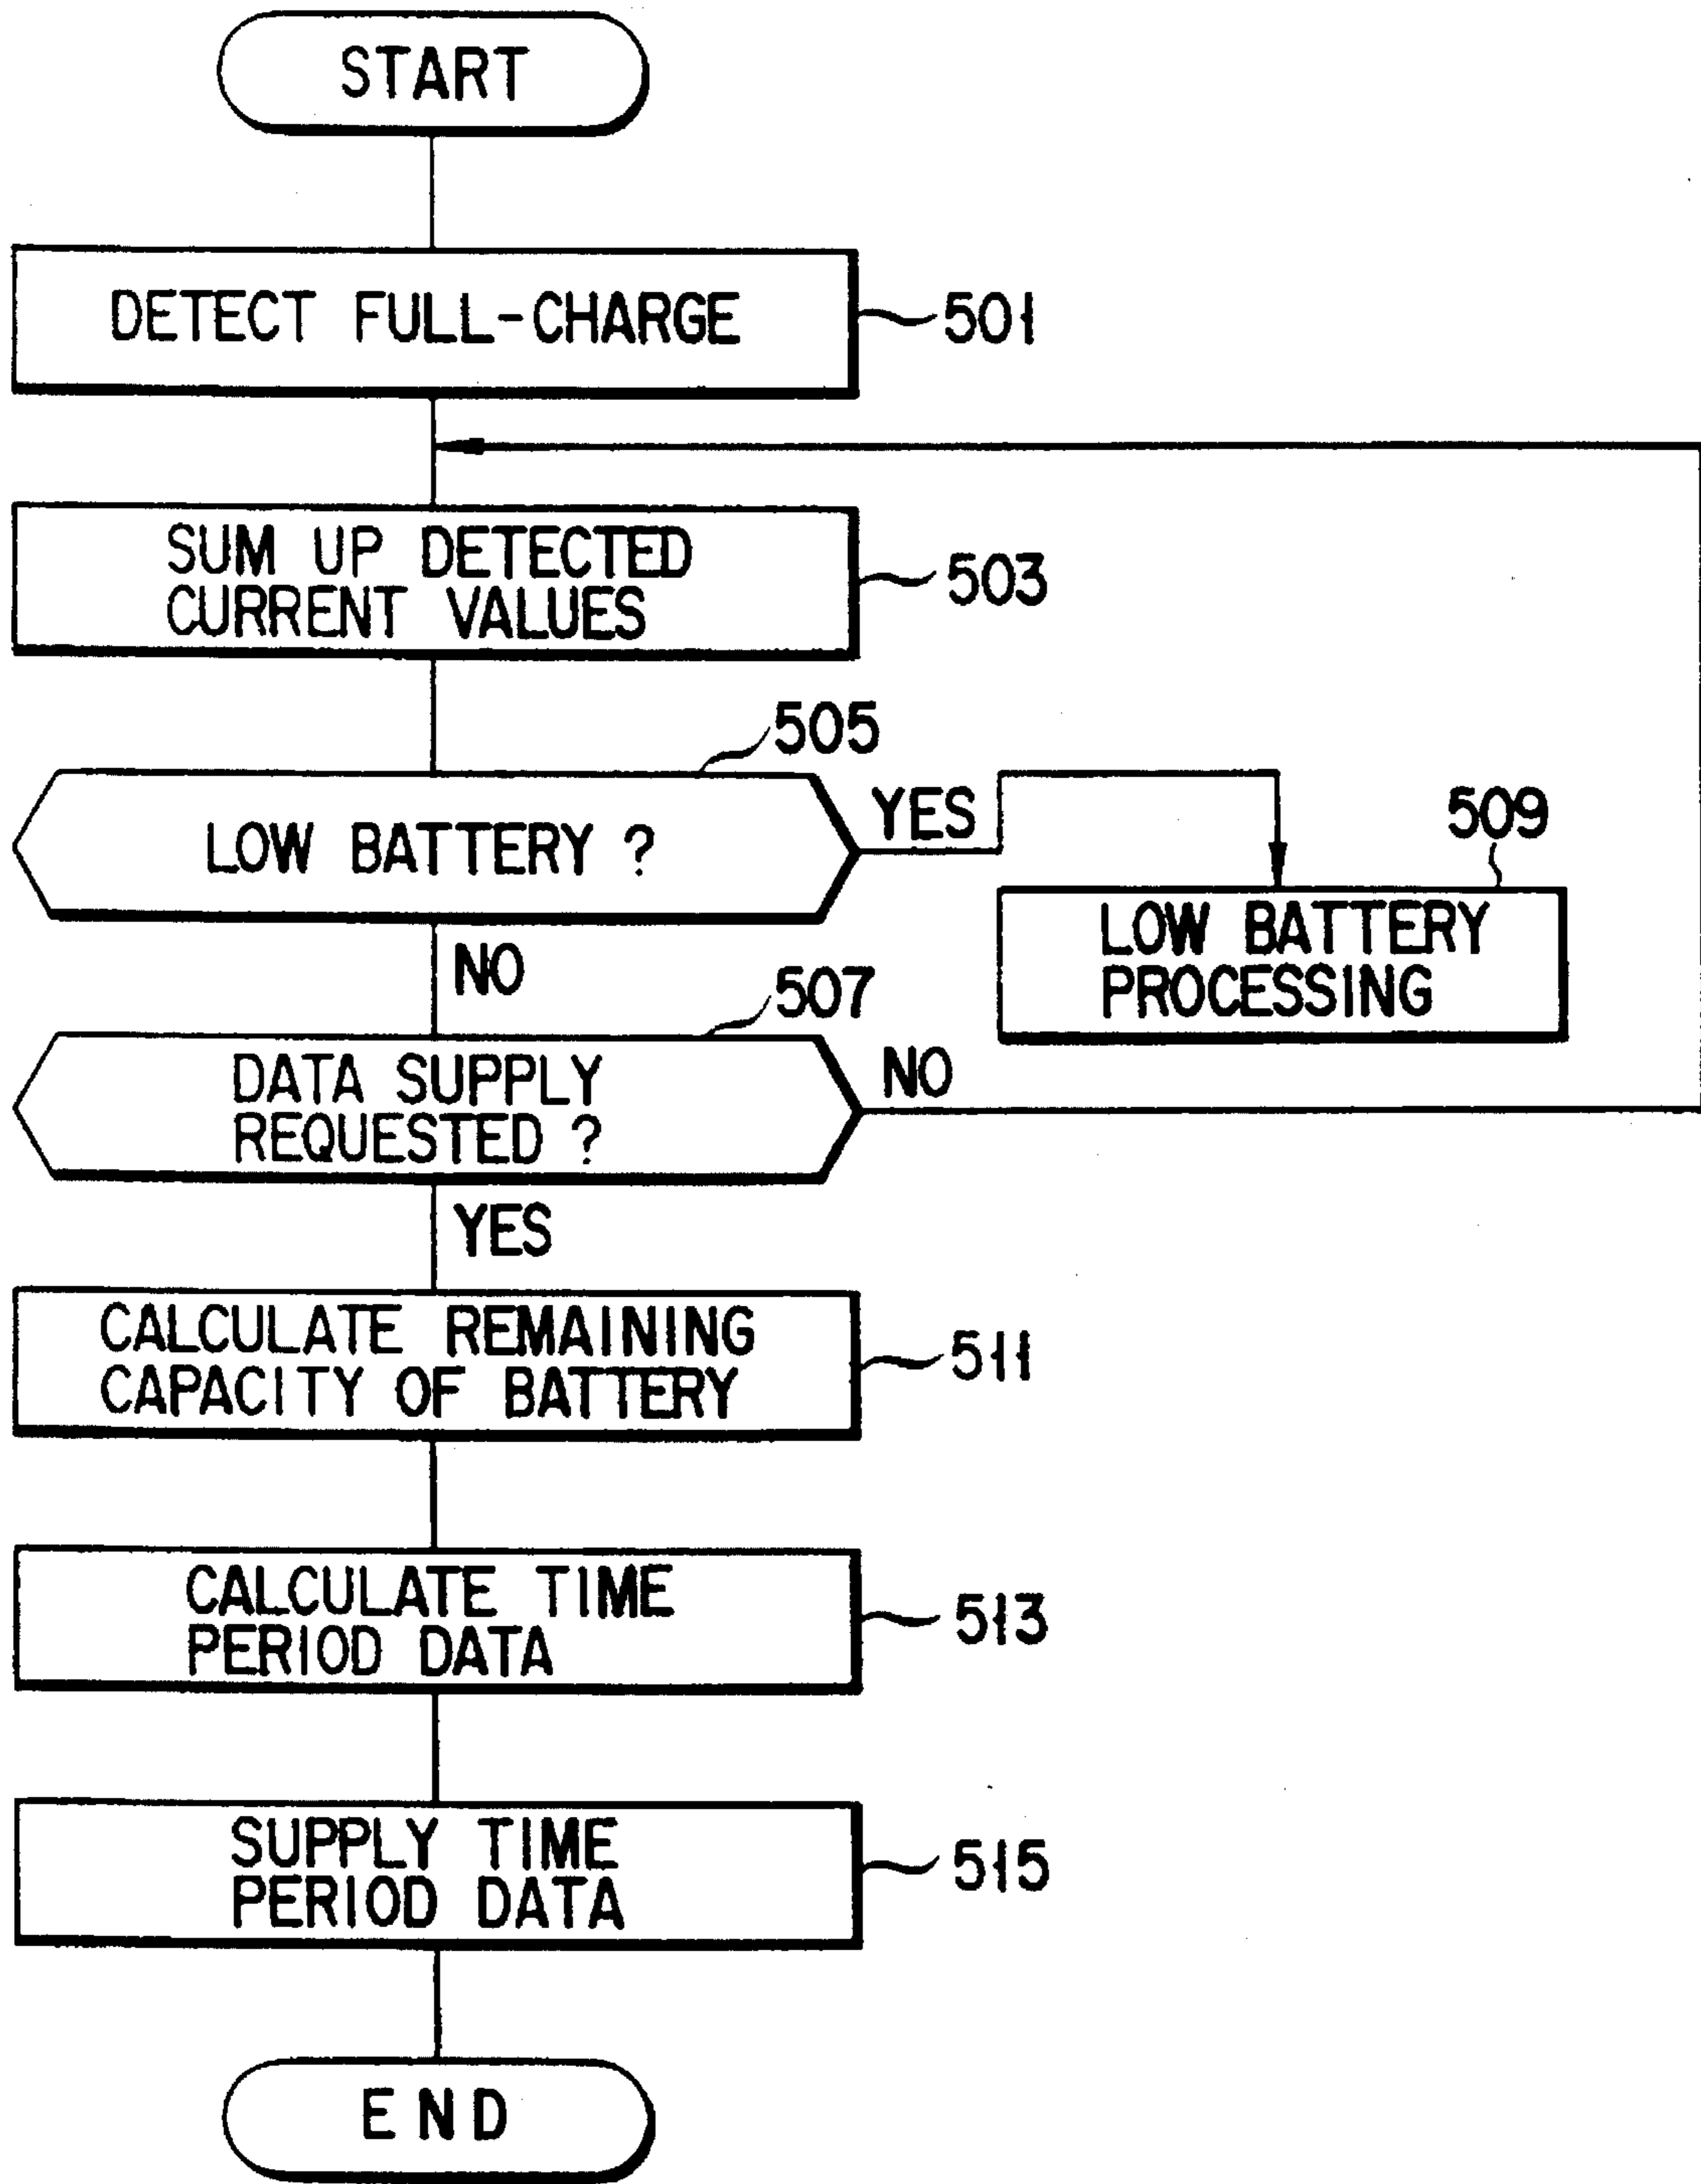 START
DETECT FULL-CHARGE
501
SUM UP DETECTED
CURRENT VALUES
503
505
LOW BATTERY ?
YES
509
LOW BATTERY
PROCESSING
NO
507
DATA SUPPLY
REQUESTED ?
NO
YES
CALCULATE REMAINING
CAPACITY OF BATTERY
511
CALCULATE TIME
PERIOD DATA
513
SUPPLY TIME
PERIOD DATA
515
END